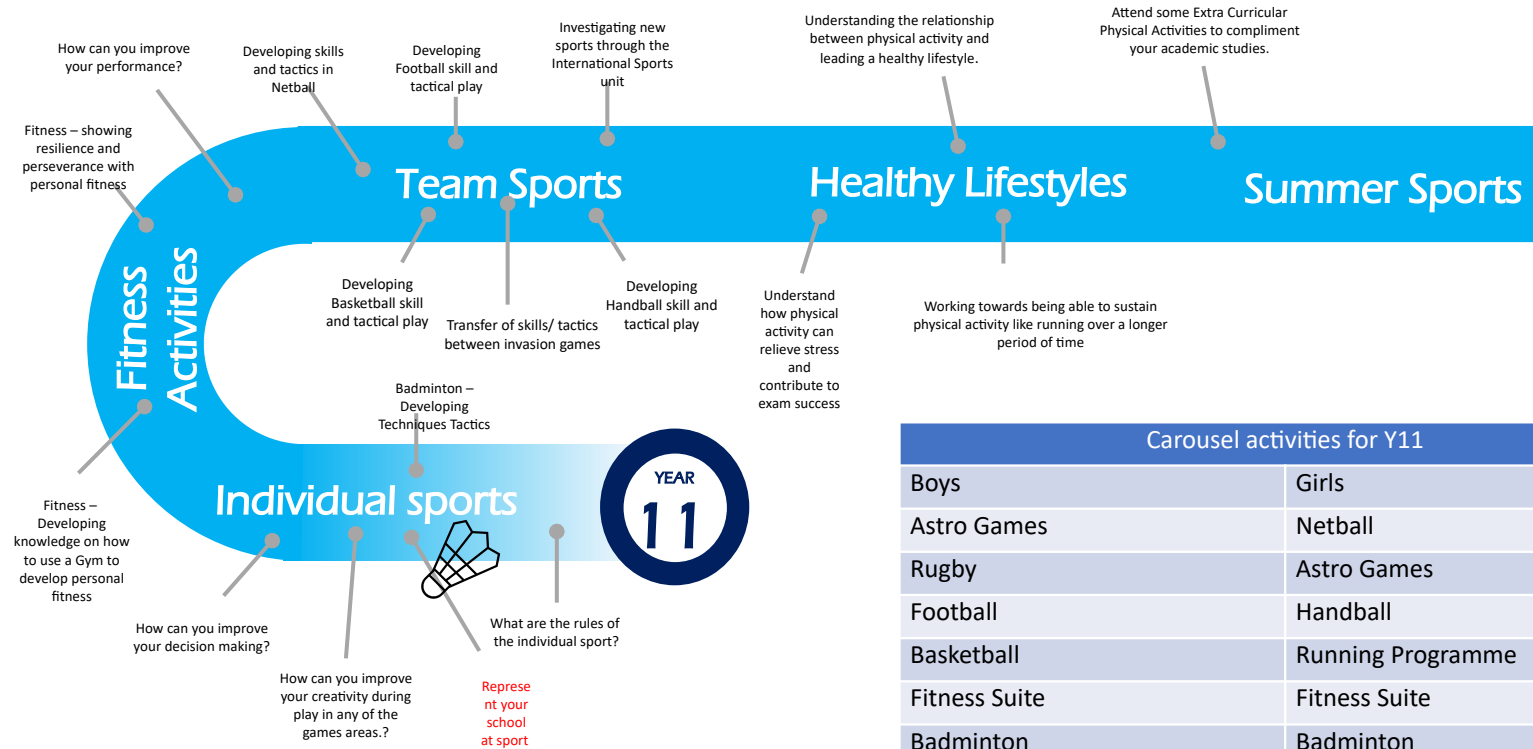 How can you improve
your performance?
Developing skills
and tactics in
Netball
Developing
Football skill and
tactical play
Investigating new
sports through the
International Sports
unit
Understanding the relationship
between physical activity and
leading a healthy lifestyle.
Attend some Extra Curricular
Physical Activities to compliment
your academic studies.
Fitness – showing
resilience and
perseverance with
personal fitness
Team Sports
Healthy Lifestyles
Summer Sports
Fitness
Activities
Developing
Basketball skill
and tactical play
Transfer of skills/ tactics
between invasion games
Developing
Handball skill and
tactical play
Understand
how physical
activity can
relieve stress
and
contribute to
exam success
Working towards being able to sustain
physical activity like running over a longer
period of time
Badminton –
Developing
Techniques Tactics
Individual sports
YEAR
11
Fitness –
Developing
knowledge on how
to use a Gym to
develop personal
fitness
How can you improve
your decision making?
How can you improve
your creativity during
play in any of the
games areas.?
Represe
nt your
school
at sport
What are the rules of
the individual sport?
Carousel activities for Y11
Boys Girls
Astro Games Netball
Rugby Astro Games
Football Handball
Basketball Running Programme
Fitness Suite Fitness Suite
Badminton Badminton